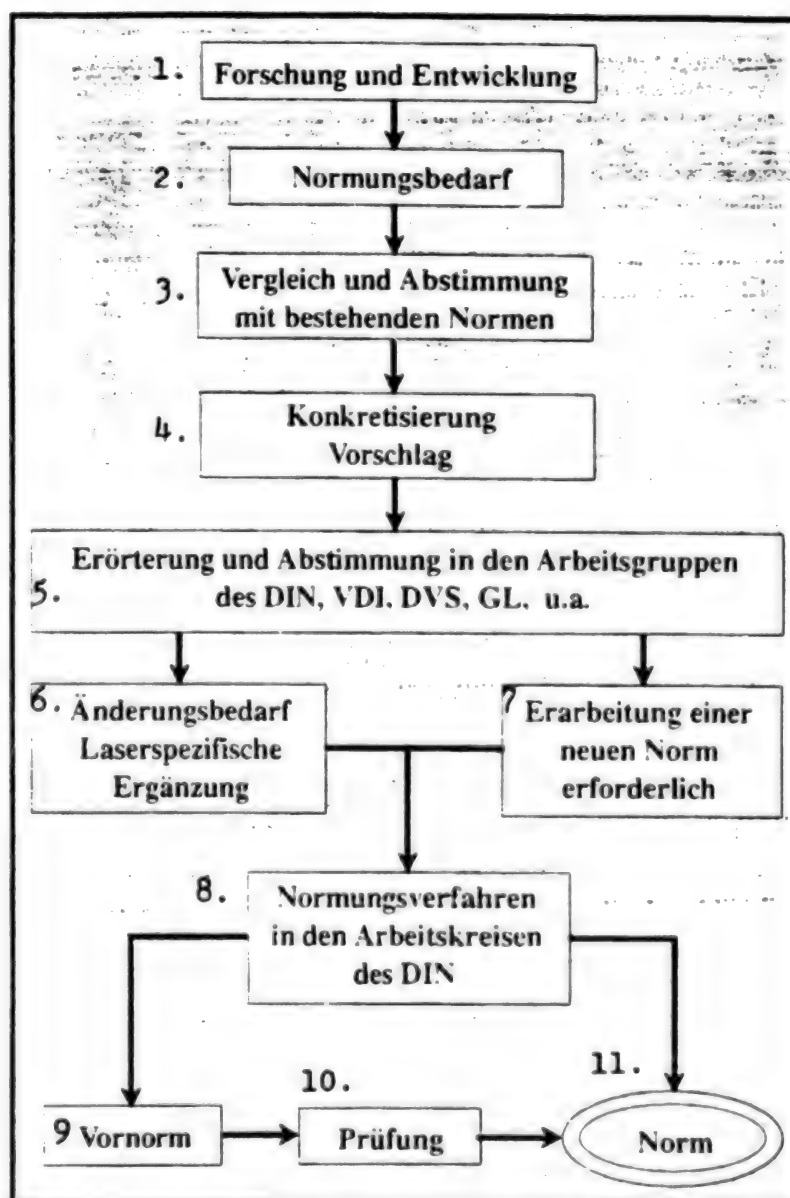 1. Forschung und Entwicklung
2. Normungsbedarf
3. Vergleich und Abstimmung
mit bestehenden Normen
4. Konkretisierung
Vorschlag
Erörterung und Abstimmung in den Arbeitsgruppen
5. des DIN, VDI, DVS, GL, u.a.
6. Änderungsbedarf
Laserspezifische
Ergänzung
7 Erarbeitung einer
neuen Norm
erforderlich
8. Normungsverfahren
in den Arbeitskreisen
des DIN
9 Vornorm
10.
Prüfung
11.
Norm